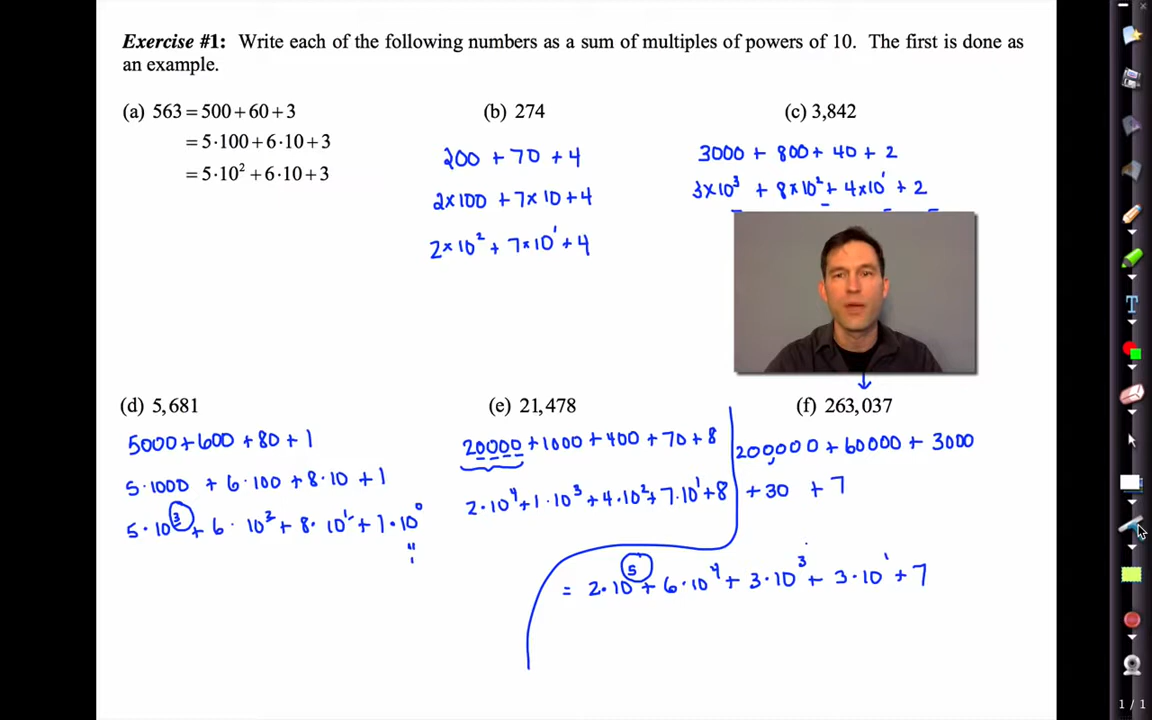 Exercise #1: Write each of the following numbers as a sum of multiples of powers of 10. The first is done as
an example.
(a) 563 = 500 + 60 + 3
= 5·100 + 6·10 + 3
= 5·10² + 6·10 + 3
(b) 274
200 + 70 + 4
2×100 + 7×10 + 4
2×10² + 7×10¹ + 4
(c) 3,842
3000 + 800 + 40 + 2
3×10³ + 8×10² + 4×10¹ + 2
(d) 5,681
5000 + 600 + 80 + 1
5·1000 + 6·100 + 8·10 + 1
5·10³ + 6·10² + 8·10¹ + 1·10⁰
(e) 21,478
20000 + 1000 + 400 + 70 + 8
2·10⁴ + 1·10³ + 4·10² + 7·10¹ + 8
(f) 263,037
200,000 + 60000 + 3000
+ 30 + 7
= 2·10⁵ + 6·10⁴ + 3·10³ + 3·10¹ + 7
T
1 / 1